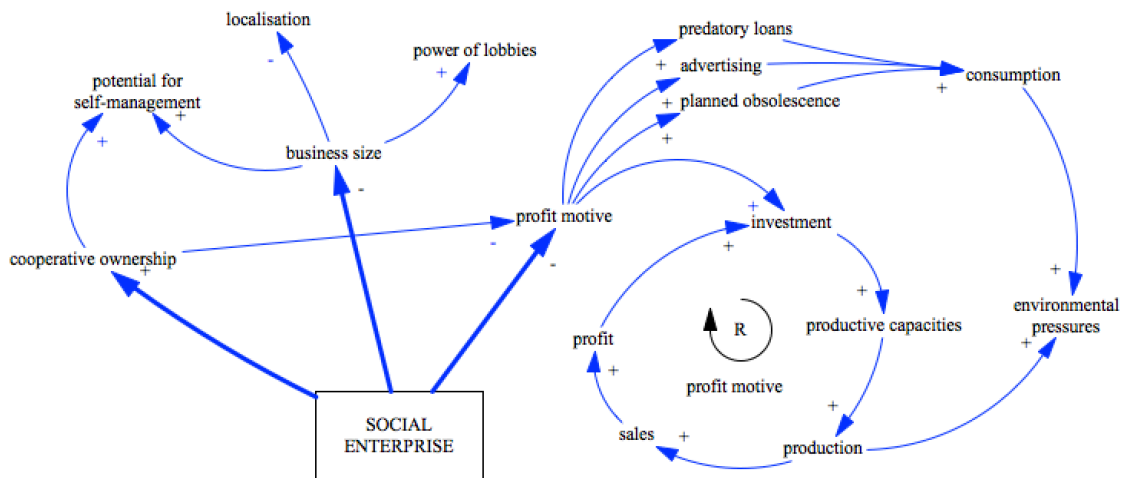 localisation
power of lobbies
predatory loans
advertising
planned obsolescence
consumption
potential for
self-management
business size
profit motive
investment
cooperative ownership
environmental
pressures
productive capacities
profit
R
profit motive
SOCIAL
ENTERPRISE
sales
production
-
+
+
+
+
+
+
+
-
-
-
+
+
+
+
+
+
+
+
+
-
+